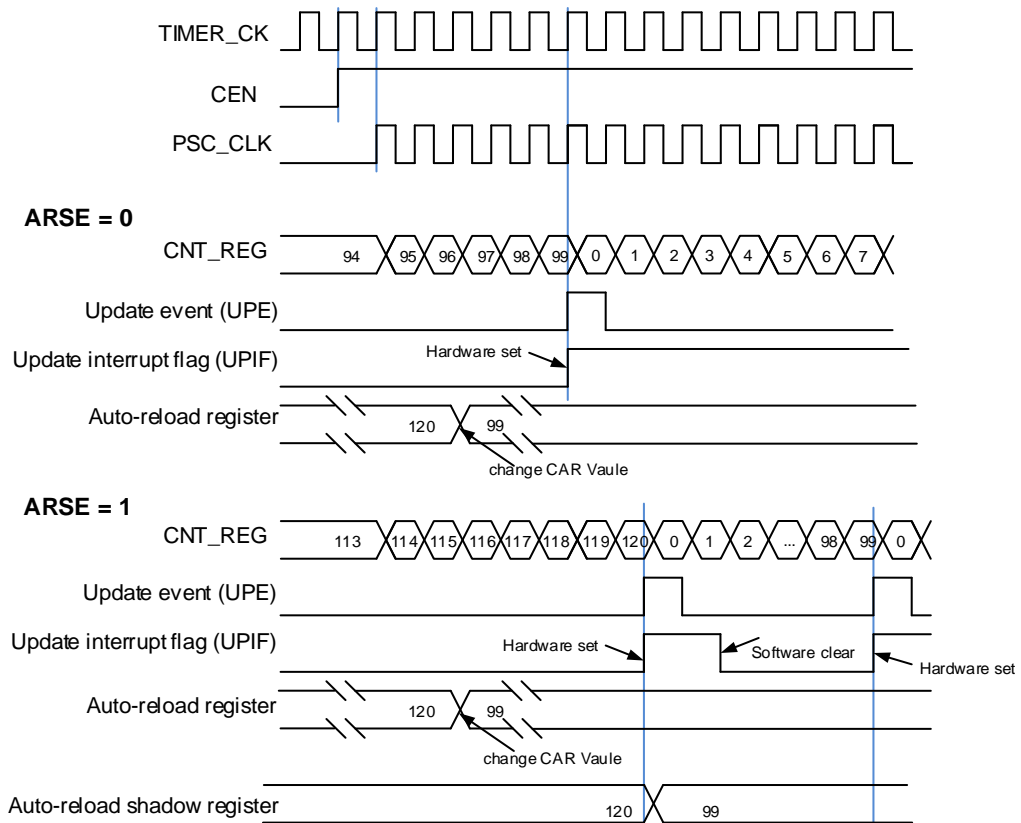 TIMER_CK
CEN
PSC_CLK
ARSE = 0
CNT_REG 94 95 96 97 98 99 0 1 2 3 4 5 6 7
Update event (UPE)
Update interrupt flag (UPIF) Hardware set
Auto-reload register 120 99
change CAR Vaule
ARSE = 1
CNT_REG 113 114 115 116 117 118 119 120 0 1 2 ... 98 99 0
Update event (UPE)
Update interrupt flag (UPIF) Hardware set Software clear Hardware set
Auto-reload register 120 99
change CAR Vaule
Auto-reload shadow register 120 99